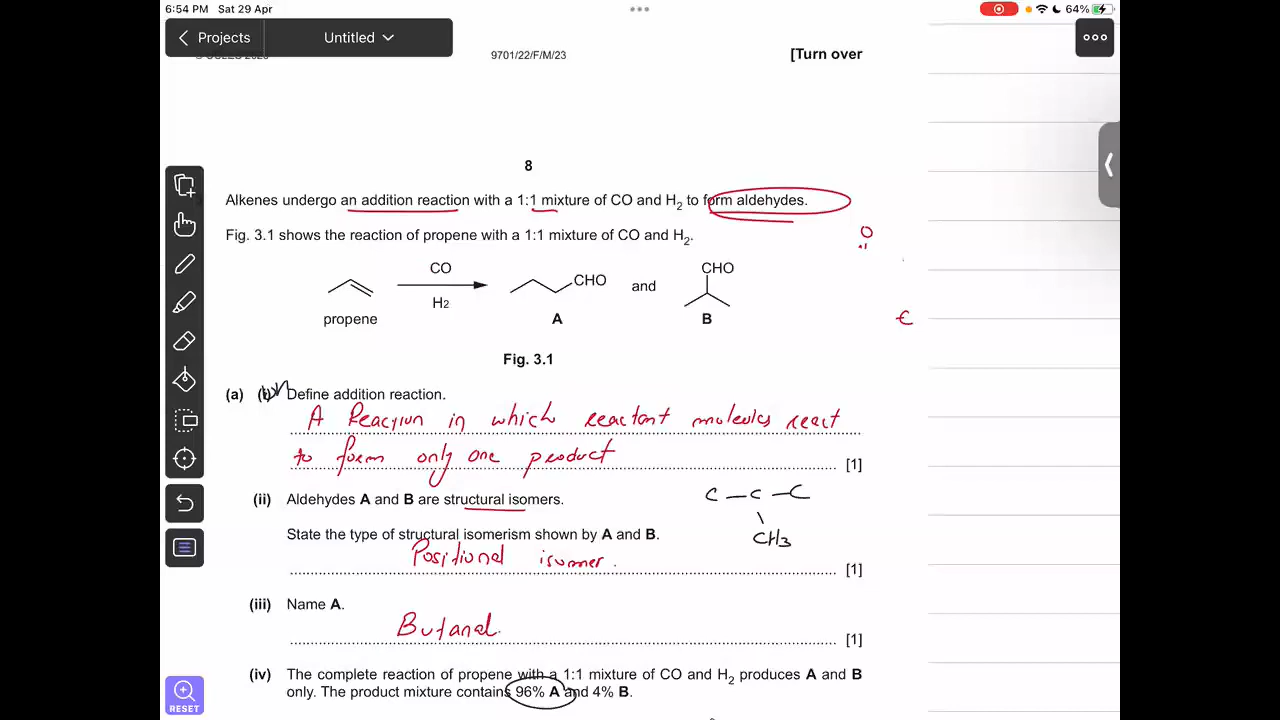 6:54 PM Sat 29 Apr
64%
Projects
Untitled
9701/22/F/M/23
[Turn over
8
Alkenes undergo an addition reaction with a 1:1 mixture of CO and H2 to form aldehydes.
Fig. 3.1 shows the reaction of propene with a 1:1 mixture of CO and H2.
O
CO
H2
CHO
and
CHO
propene
A
B
Fig. 3.1
(a) (i) Define addition reaction.
A Reaction in which reactant molecules react
to form only one product
[1]
(ii) Aldehydes A and B are structural isomers.
C - C - C
CH3
State the type of structural isomerism shown by A and B.
Positional isomer.
[1]
(iii) Name A.
Butanal.
[1]
(iv) The complete reaction of propene with a 1:1 mixture of CO and H2 produces A and B
only. The product mixture contains 96% A and 4% B.
RESET